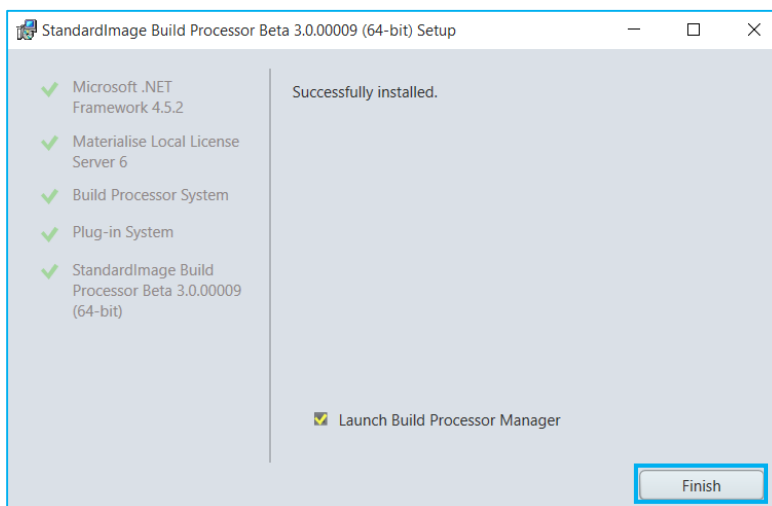 StandardImage Build Processor Beta 3.0.00009 (64-bit) Setup
Microsoft .NET
Framework 4.5.2
Materialise Local License
Server 6
Build Processor System
Plug-in System
StandardImage Build
Processor Beta 3.0.00009
(64-bit)
Successfully installed.
Launch Build Processor Manager
Finish